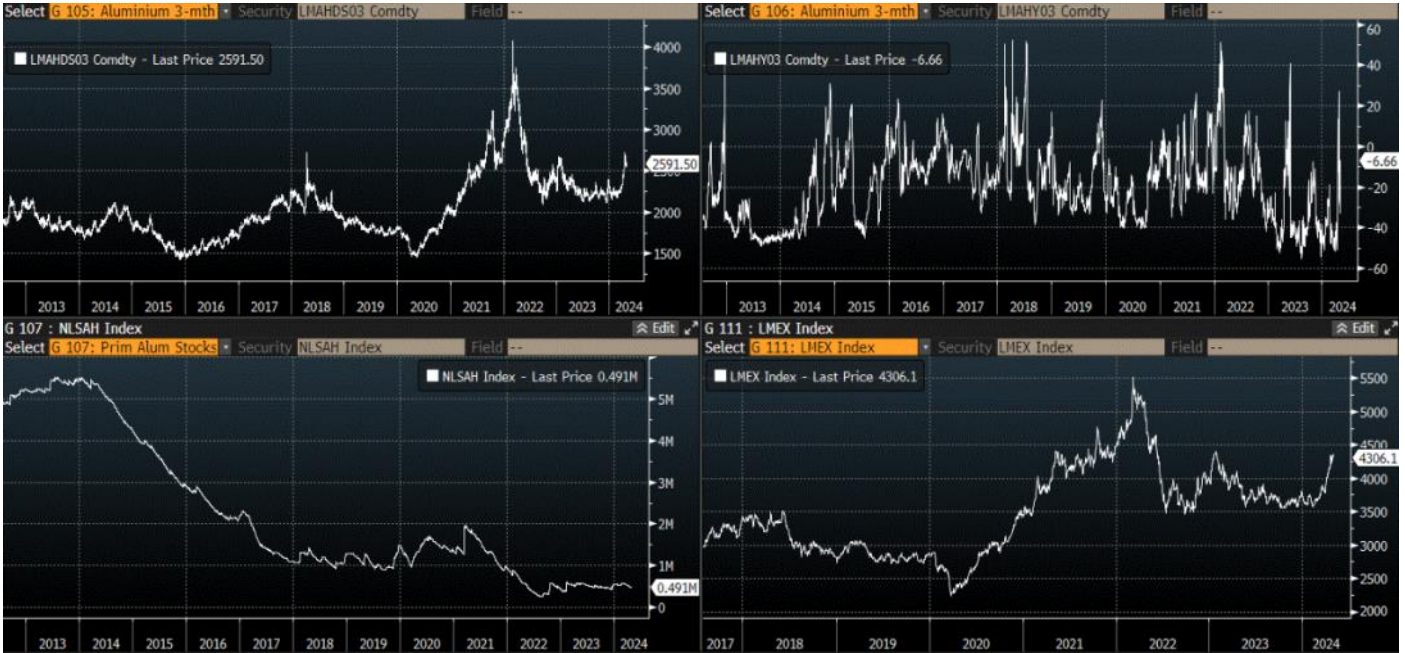 Select G 105: Aluminium 3-mth Security LMAHDS03 Comdty Field --
LMAHDS03 Comdty - Last Price 2591.50
4000
3500
3000
2591.50
2500
2000
1500
2013 2014 2015 2016 2017 2018 2019 2020 2021 2022 2023 2024
Select G 106: Aluminium 3-mth Security LMAHY03 Comdty Field --
LMAHY03 Comdty - Last Price -6.66
60
40
20
0
-6.66
-20
-40
-60
2013 2014 2015 2016 2017 2018 2019 2020 2021 2022 2023 2024
G 107 : NLSAH Index Edit
Select G 107: Prim Alum Stocks Security NLSAH Index Field --
NLSAH Index - Last Price 0.491M
5M
4M
3M
2M
1M
0.491M
0
2013 2014 2015 2016 2017 2018 2019 2020 2021 2022 2023 2024
G 111 : LMEX Index Edit
Select G 111: LMEX Index Security LMEX Index Field --
LMEX Index - Last Price 4306.1
5500
5000
4500
4306.1
4000
3500
3000
2500
2000
2017 2018 2019 2020 2021 2022 2023 2024